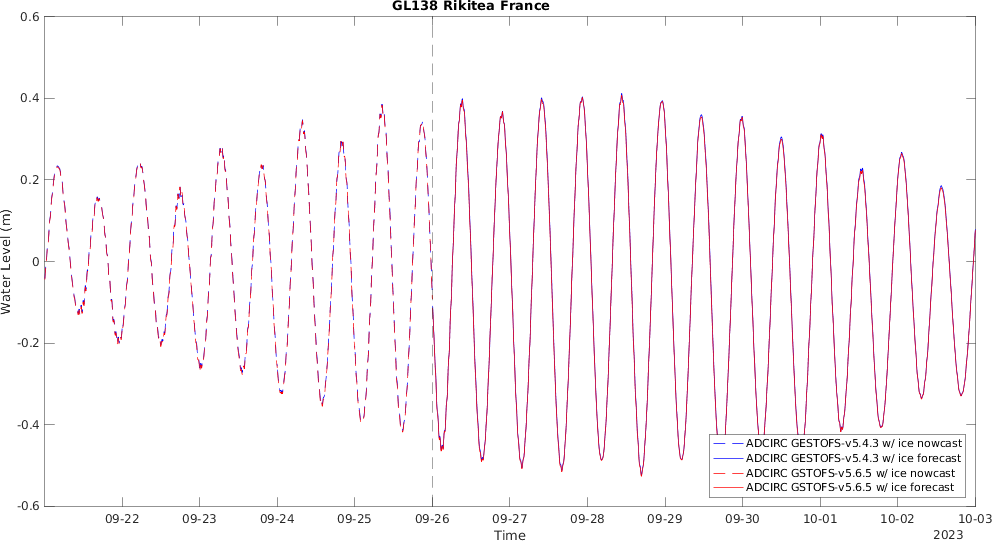 GL138 Rikitea France
0.6
0.4
0.2
0
-0.2
-0.4
-0.6
Water Level (m)
ADCIRC GESTOFS-v5.4.3 w/ ice nowcast
ADCIRC GESTOFS-v5.4.3 w/ ice forecast
ADCIRC GSTOFS-v5.6.5 w/ ice nowcast
ADCIRC GSTOFS-v5.6.5 w/ ice forecast
09-22 09-23 09-24 09-25 09-26 09-27 09-28 09-29 09-30 10-01 10-02 10-03
Time
2023